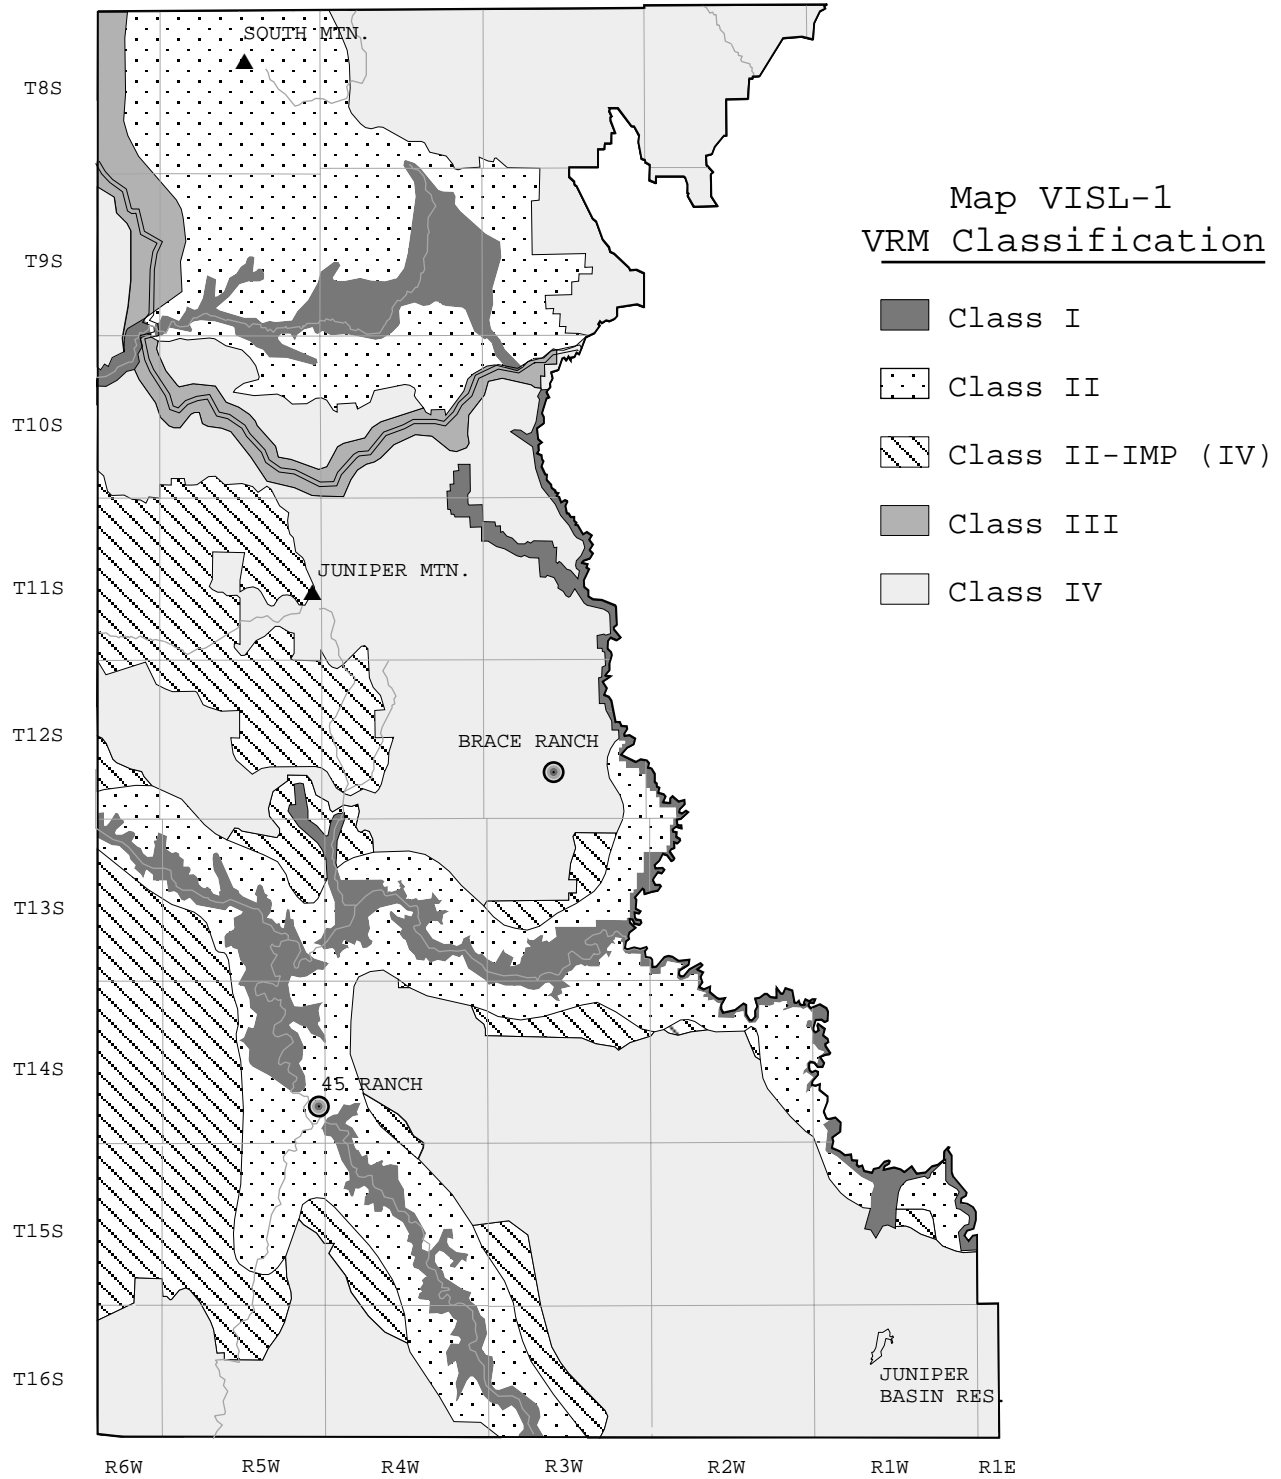 SOUTH MTN.
T8S
Map VISL-1
VRM Classification
T9S
Class I
Class II
T10S
Class II-IMP (IV)
Class III
JUNIPER MTN.
T11S
Class IV
T12S
BRACE RANCH
T13S
T14S
45 RANCH
T15S
T16S
JUNIPER
BASIN RES.
R6W R5W R4W R3W R2W R1W R1E